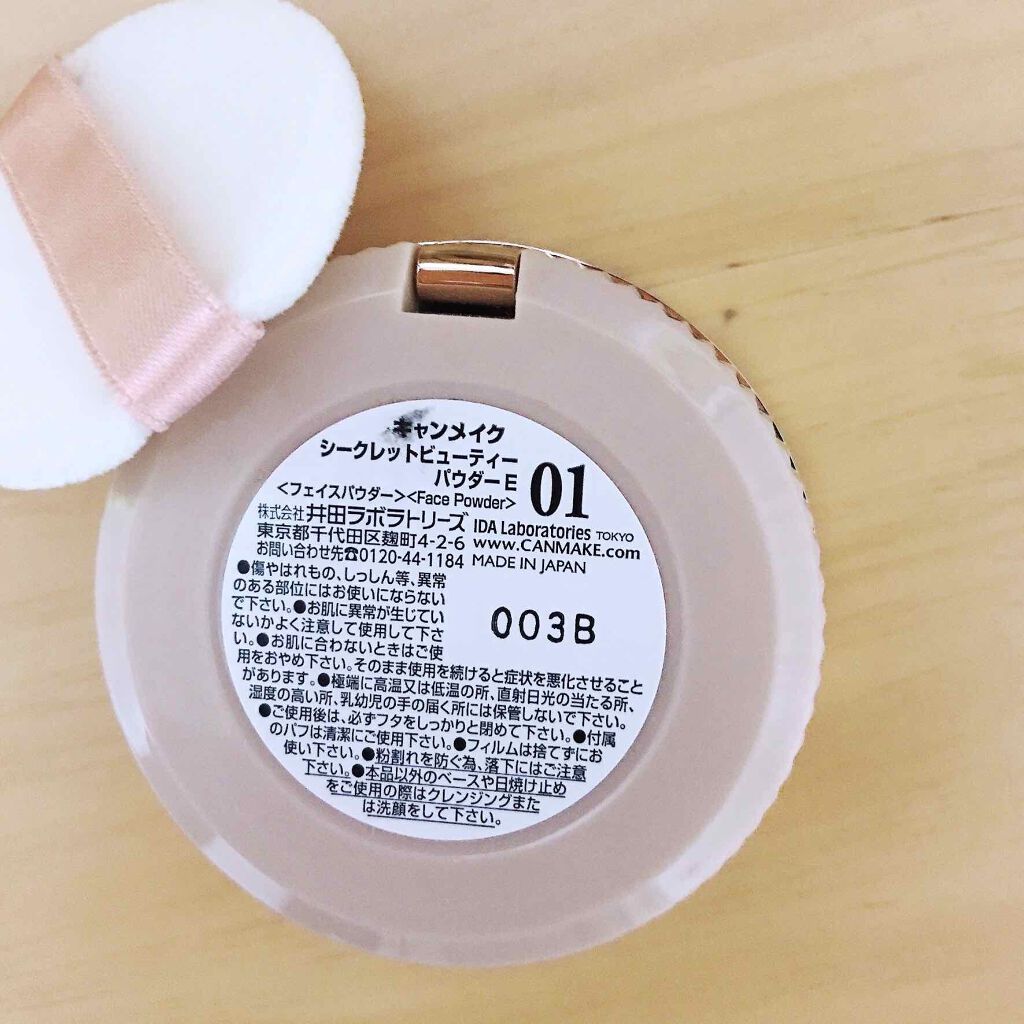 キャンメイク
シークレットビューティー
パウダーE
01
<フェイスパウダー><Face Powder>
株式会社 井田ラボラトリーズ IDA Laboratories TOKYO
東京都千代田区麹町4-2-6 www.CANMAKE.com
お問い合わせ先☎0120-44-1184 MADE IN JAPAN
●傷やはれもの、しっしん等、異常
のある部位にはお使いにならない
で下さい。●お肌に異常が生じてい
ないかよく注意して使用して下さ
い。●お肌に合わないときはご使
003B
用をおやめ下さい。そのまま使用を続けると症状を悪化させること
があります。●極端に高温又は低温の所、直射日光の当たる所、
湿度の高い所、乳幼児の手の届く所には保管しないで下さい。
●ご使用後は、必ずフタをしっかりと閉めて下さい。●付属
のパフは清潔にご使用下さい。●フィルムは捨てずにお
使い下さい。●粉割れを防ぐ為、落下にはご注意
下さい。●本品以外のベースや日焼け止め
をご使用の際はクレンジングまた
は洗顔をして下さい。